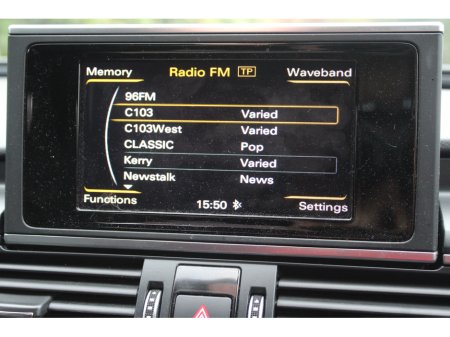 Memory Radio FM TP Waveband
96FM
C103 Varied
C103West Varied
CLASSIC Pop
Kerry Varied
Newstalk News
Functions 15:50 Settings